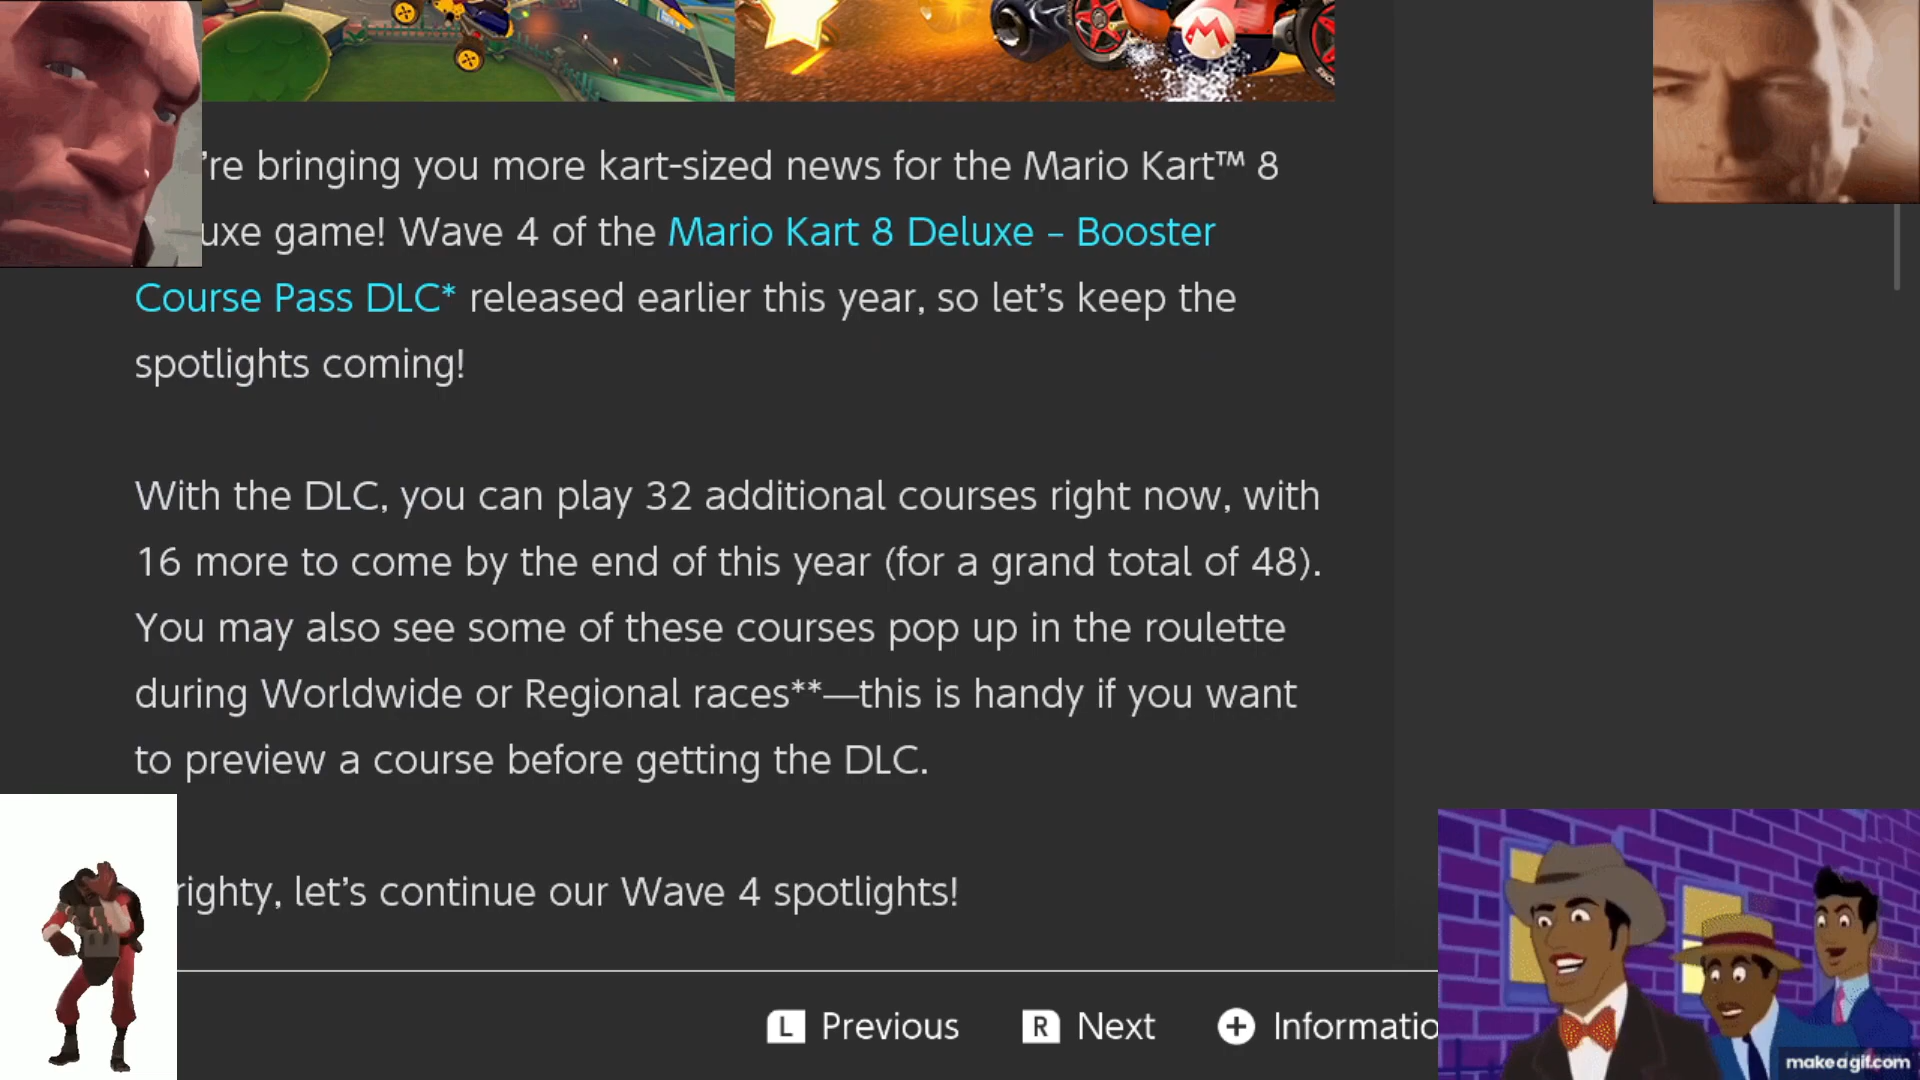 M
're bringing you more kart-sized news for the Mario Kart™ 8
uxe game! Wave 4 of the Mario Kart 8 Deluxe – Booster
Course Pass DLC* released earlier this year, so let's keep the
spotlights coming!
With the DLC, you can play 32 additional courses right now, with
16 more to come by the end of this year (for a grand total of 48).
You may also see some of these courses pop up in the roulette
during Worldwide or Regional races**—this is handy if you want
to preview a course before getting the DLC.
righty, let's continue our Wave 4 spotlights!
L Previous R Next + Informatio
makeagif.com